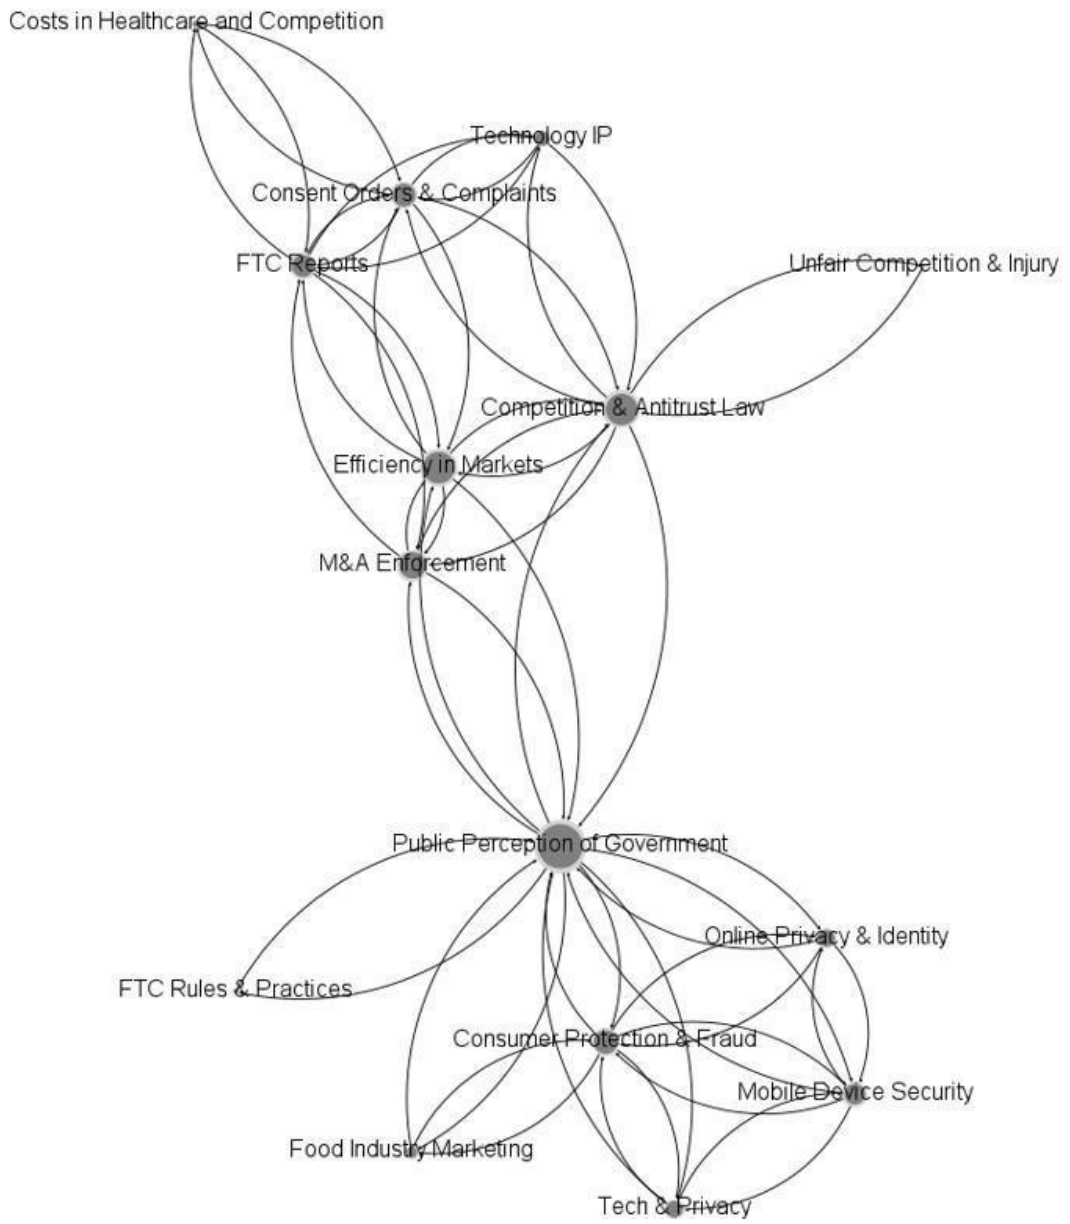 Costs in Healthcare and Competition
Technology IP
Consent Orders & Complaints
FTC Reports
Unfair Competition & Injury
Competition & Antitrust Law
Efficiency in Markets
M&A Enforcement
Public Perception of Government
Online Privacy & Identity
FTC Rules & Practices
Consumer Protection & Fraud
Mobile Device Security
Food Industry Marketing
Tech & Privacy